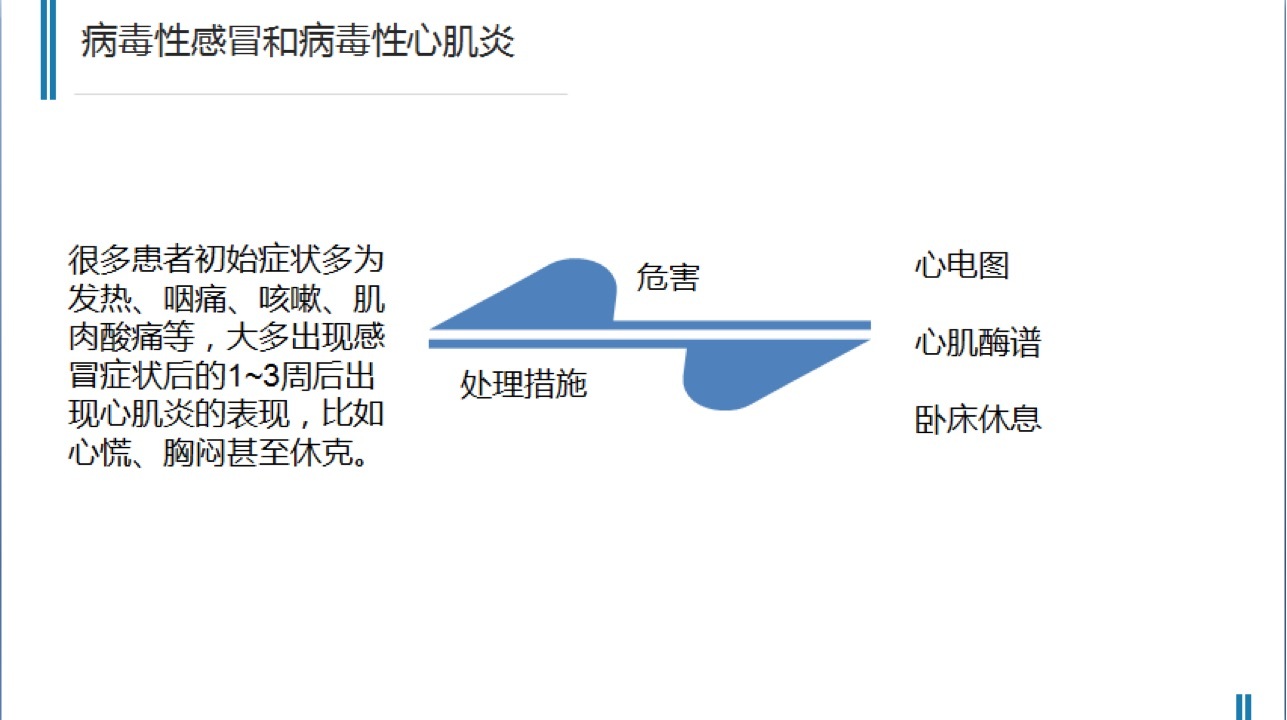 病毒性感冒和病毒性心肌炎
很多患者初始症状多为
发热、咽痛、咳嗽、肌
肉酸痛等，大多出现感
冒症状后的1~3周后出
现心肌炎的表现，比如
心慌、胸闷甚至休克。
危害
处理措施
心电图
心肌酶谱
卧床休息